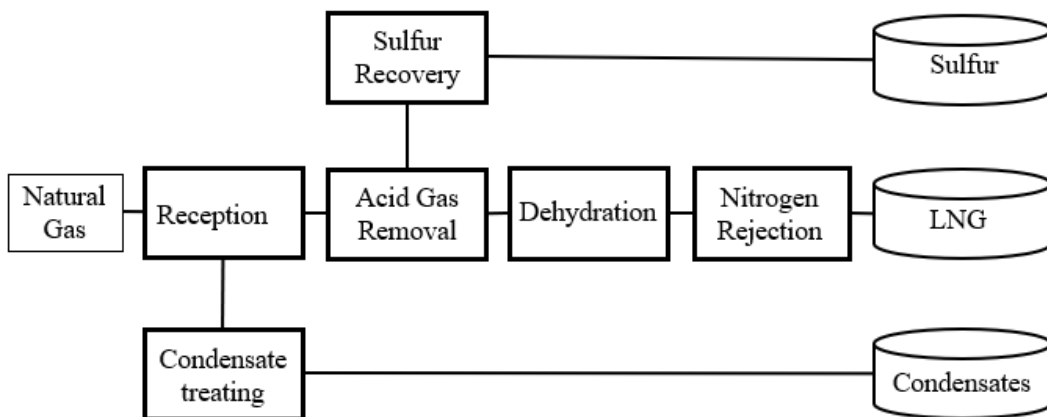 Sulfur
Recovery
Sulfur
Natural
Gas
Reception
Acid Gas
Removal
Dehydration
Nitrogen
Rejection
LNG
Condensate
treating
Condensates